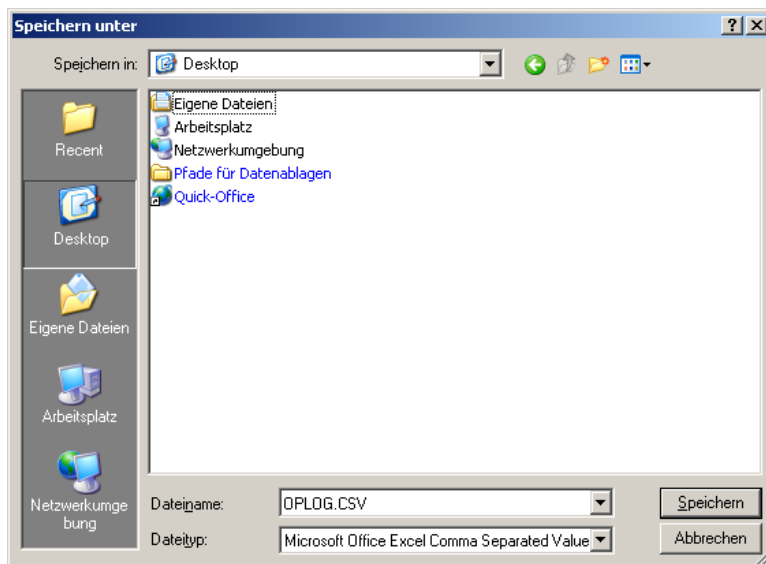 Speichern unter
Speichern in: Desktop
Recent
Desktop
Eigene Dateien
Arbeitsplatz
Netzwerkumge
bung
Eigene Dateien
Arbeitsplatz
Netzwerkumgebung
Pfade für Datenablagen
Quick-Office
Dateiname: OPLOG.CSV Speichern
Dateityp: Microsoft Office Excel Comma Separated Value Abbrechen